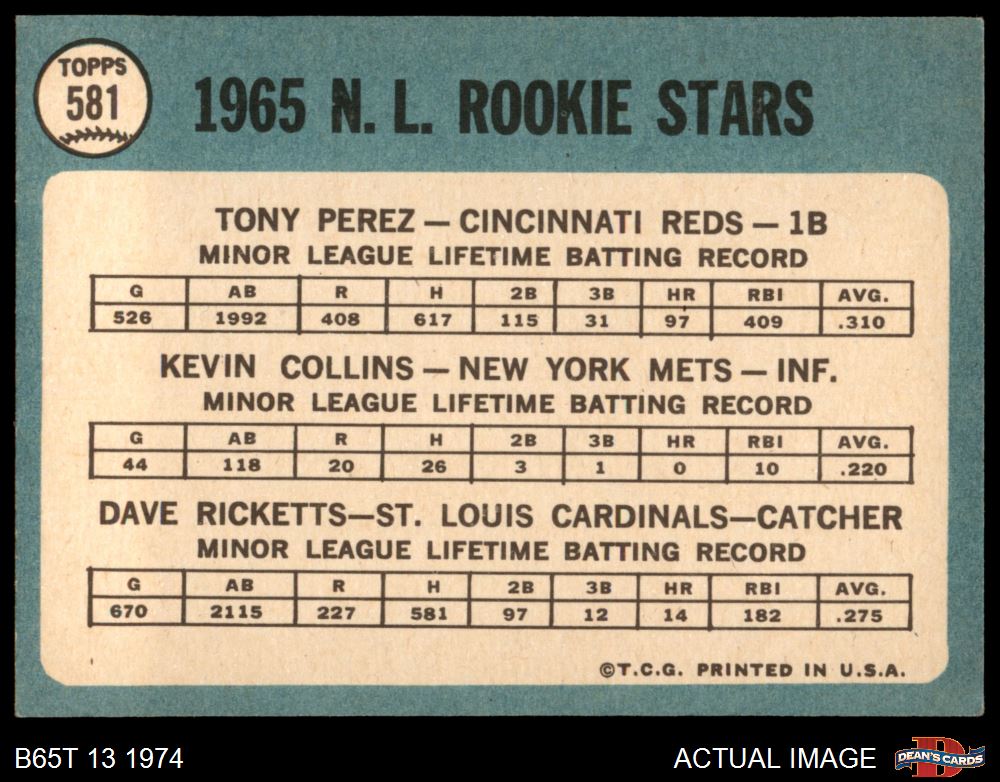 TOPPS
581
1965 N. L. ROOKIE STARS
TONY PEREZ — CINCINNATI REDS — 1B
MINOR LEAGUE LIFETIME BATTING RECORD
G AB R H 2B 3B HR RBI AVG.
526 1992 408 617 115 31 97 409 .310
KEVIN COLLINS — NEW YORK METS — INF.
MINOR LEAGUE LIFETIME BATTING RECORD
G AB R H 2B 3B HR RBI AVG.
44 118 20 26 3 1 0 10 .220
DAVE RICKETTS—ST. LOUIS CARDINALS—CATCHER
MINOR LEAGUE LIFETIME BATTING RECORD
G AB R H 2B 3B HR RBI AVG.
670 2115 227 581 97 12 14 182 .275
©T.C.G. PRINTED IN U.S.A.
B65T 13 1974
ACTUAL IMAGE
D
DEAN'S CARDS